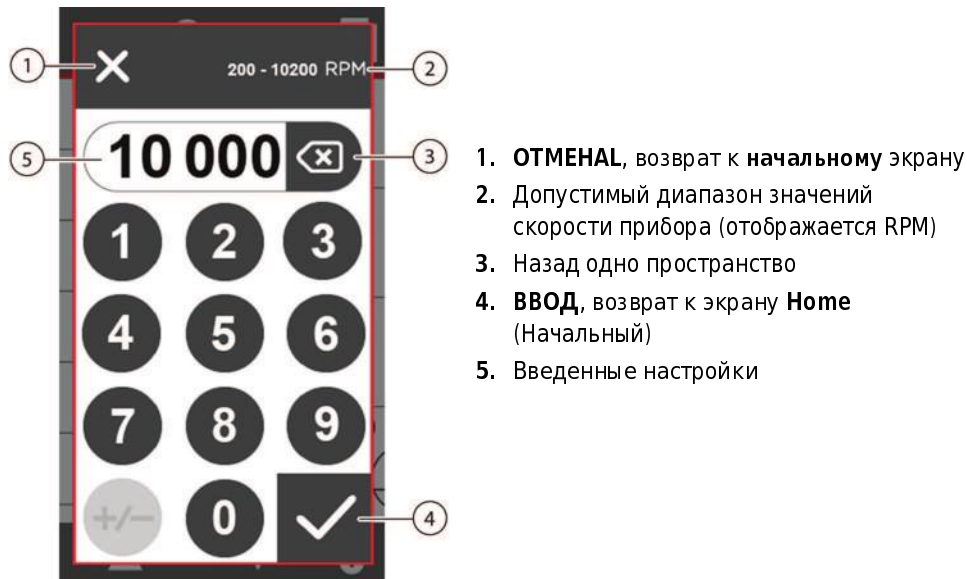 1
200 - 10200 RPM
2
5
10 000
3
1 2 3
4 5 6
7 8 9
+/- 0
4
1. OTMEHAL, возврат к начальному экрану
2. Допустимый диапазон значений
скорости прибора (отображается RPM)
3. Назад одно пространство
4. ВВОД, возврат к экрану Home
(Начальный)
5. Введенные настройки